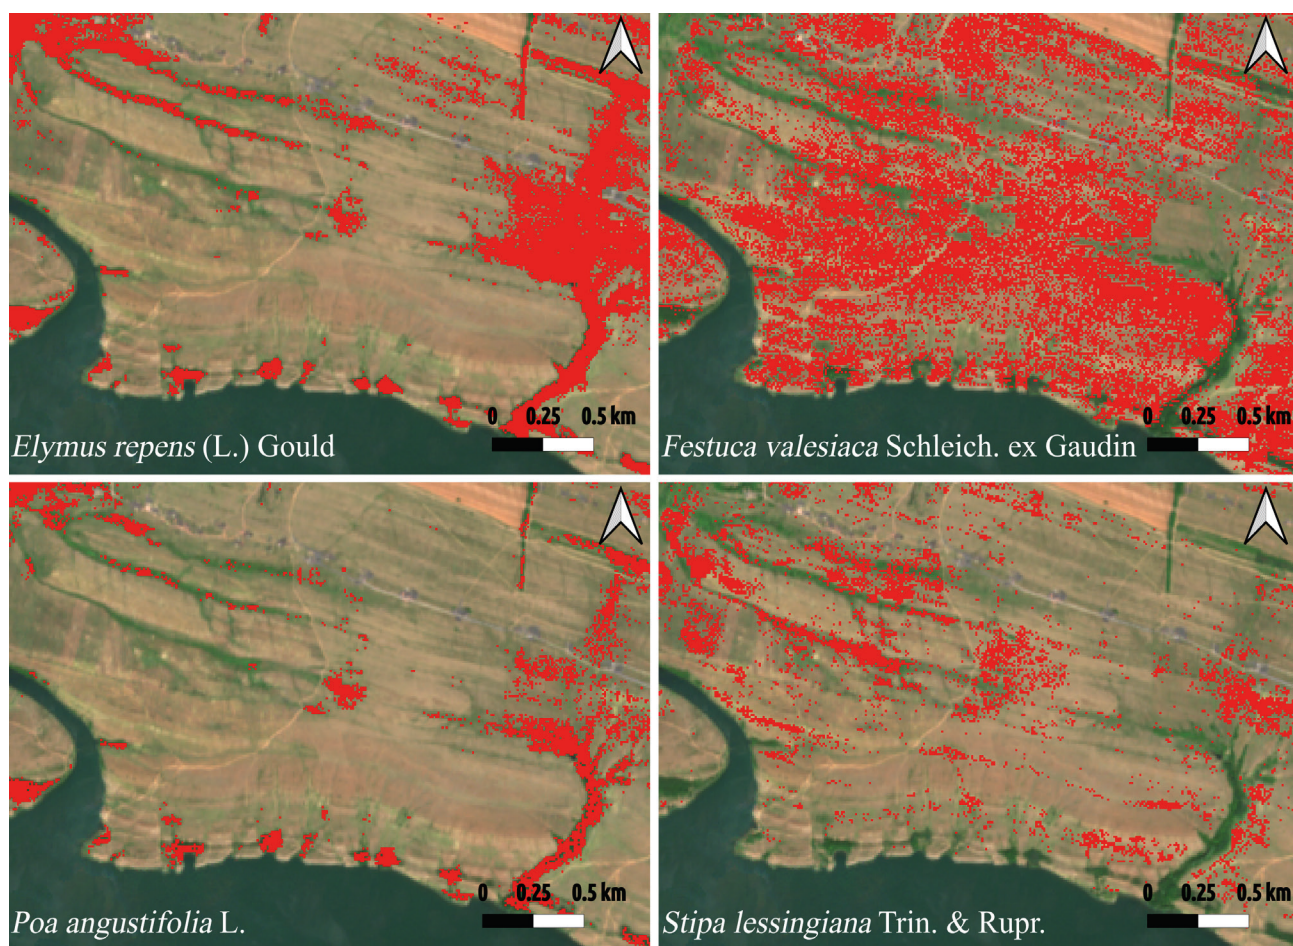 0 0.25 0.5 km
Elymus repens (L.) Gould
0 0.25 0.5 km
Festuca valesiaca Schleich. ex Gaudin
0 0.25 0.5 km
Poa angustifolia L.
0 0.25 0.5 km
Stipa lessingiana Trin. & Rupr.